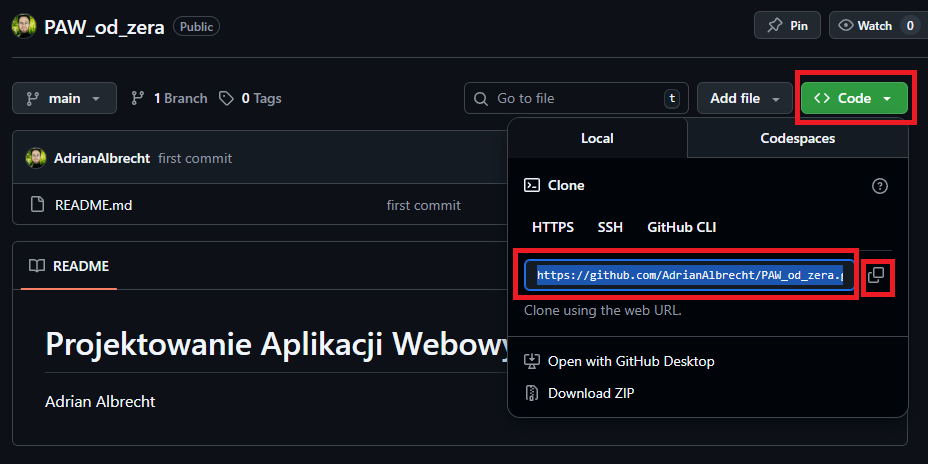 PAW_od_zera Public Pin Watch 0
main 1 Branch 0 Tags Go to file t Add file Code
Local Codespaces
AdrianAlbrecht first commit
README.md first commit
Clone
HTTPS SSH GitHub CLI
https://github.com/AdrianAlbrecht/PAW_od_zera.g
Clone using the web URL.
Open with GitHub Desktop
Download ZIP
README
Projektowanie Aplikacji Webowy
Adrian Albrecht